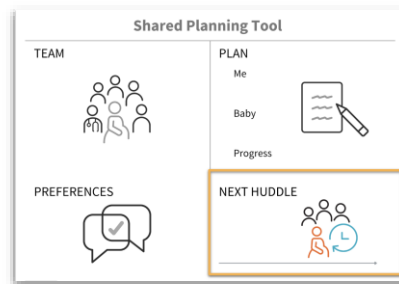 Shared Planning Tool
TEAM
PLAN
Me
Baby
Progress
PREFERENCES
NEXT HUDDLE